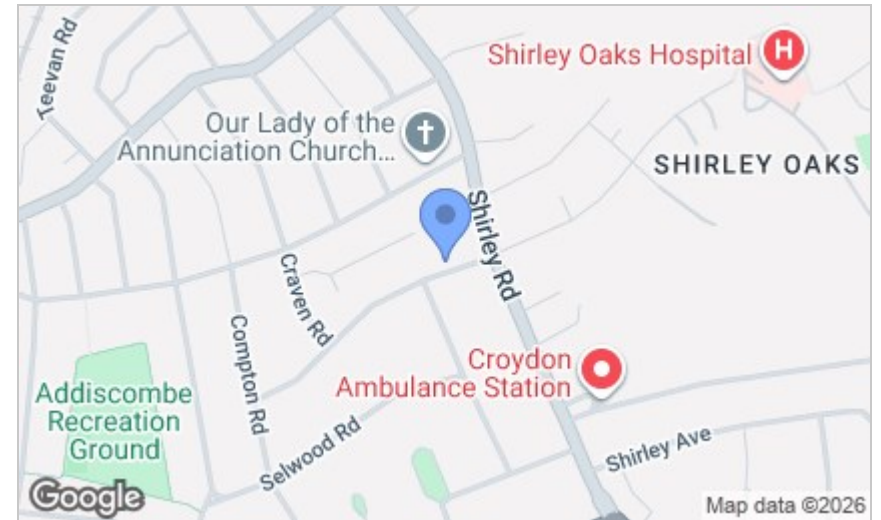 Teevan Rd
Shirley Oaks Hospital
H
Our Lady of the
Annunciation Church...
SHIRLEY OAKS
Shirley Rd
Craven Rd
Compton Rd
Croydon
Ambulance Station
Addiscombe
Recreation
Ground
Selwood Rd
Shirley Ave
Google
Map data ©2026